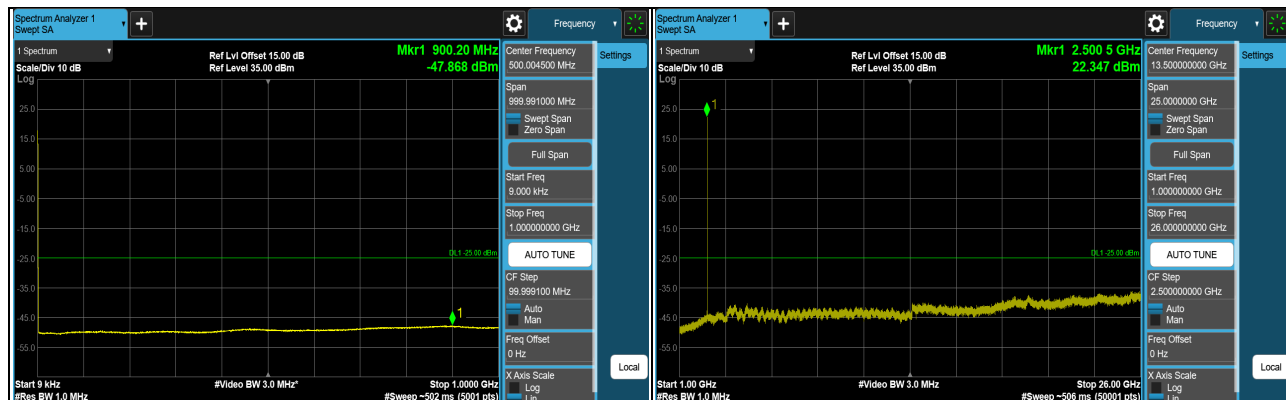 Spectrum Analyzer 1
Swept SA
+
Frequency
1 Spectrum
Scale/Div 10 dB
Log
Ref Lvl Offset 15.00 dB
Ref Level 35.00 dBm
Mkr1 900.20 MHz
-47.868 dBm
25.0
15.0
5.00
-5.00
-15.0
-25.0
-35.0
-45.0
-55.0
DL1 -25.00 dBm
1
Start 9 kHz
#Res BW 1.0 MHz
#Video BW 3.0 MHz*
Stop 1.0000 GHz
#Sweep ~502 ms (5001 pts)
Center Frequency
500.004500 MHz
Span
999.991000 MHz
Swept Span
Zero Span
Full Span
Start Freq
9.000 kHz
Stop Freq
1.000000000 GHz
AUTO TUNE
CF Step
99.999100 MHz
Auto
Man
Freq Offset
0 Hz
X Axis Scale
Log
Lin
Settings
Local
Spectrum Analyzer 1
Swept SA
+
Frequency
1 Spectrum
Scale/Div 10 dB
Log
Ref Lvl Offset 15.00 dB
Ref Level 35.00 dBm
Mkr1 2.500 5 GHz
22.347 dBm
25.0
15.0
5.00
-5.00
-15.0
-25.0
-35.0
-45.0
-55.0
1
DL1 -25.00 dBm
Start 1.00 GHz
#Res BW 1.0 MHz
#Video BW 3.0 MHz
Stop 26.00 GHz
#Sweep ~506 ms (50001 pts)
Center Frequency
13.500000000 GHz
Span
25.0000000 GHz
Swept Span
Zero Span
Full Span
Start Freq
1.000000000 GHz
Stop Freq
26.000000000 GHz
AUTO TUNE
CF Step
2.500000000 GHz
Auto
Man
Freq Offset
0 Hz
X Axis Scale
Log
Lin
Settings
Local